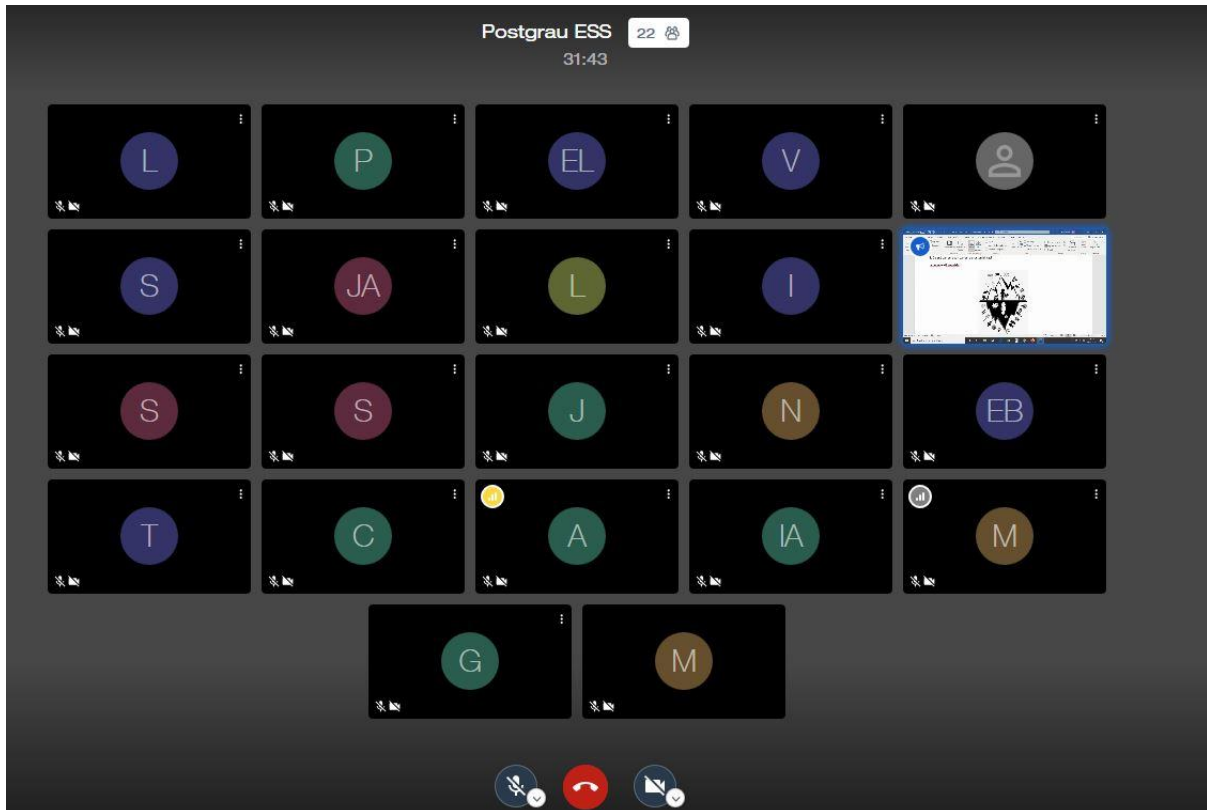 Postgrau ESS 22
31:43
L P EL V
S JA L I
S S J N EB
T C A IA M
G M